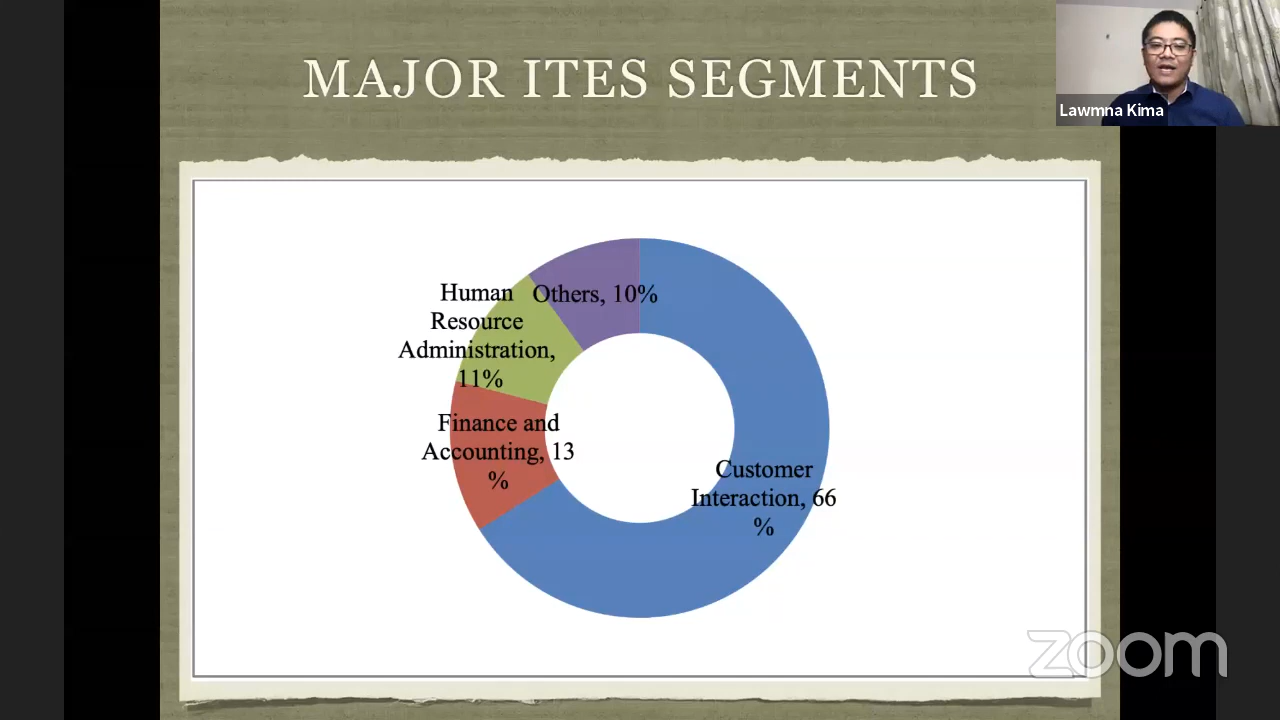 MAJOR ITES SEGMENTS
Lawmna Kima
Human
Resource
Administration,
11%
Others, 10%
Finance and
Accounting, 13
%
Customer
Interaction, 66
%
zoom